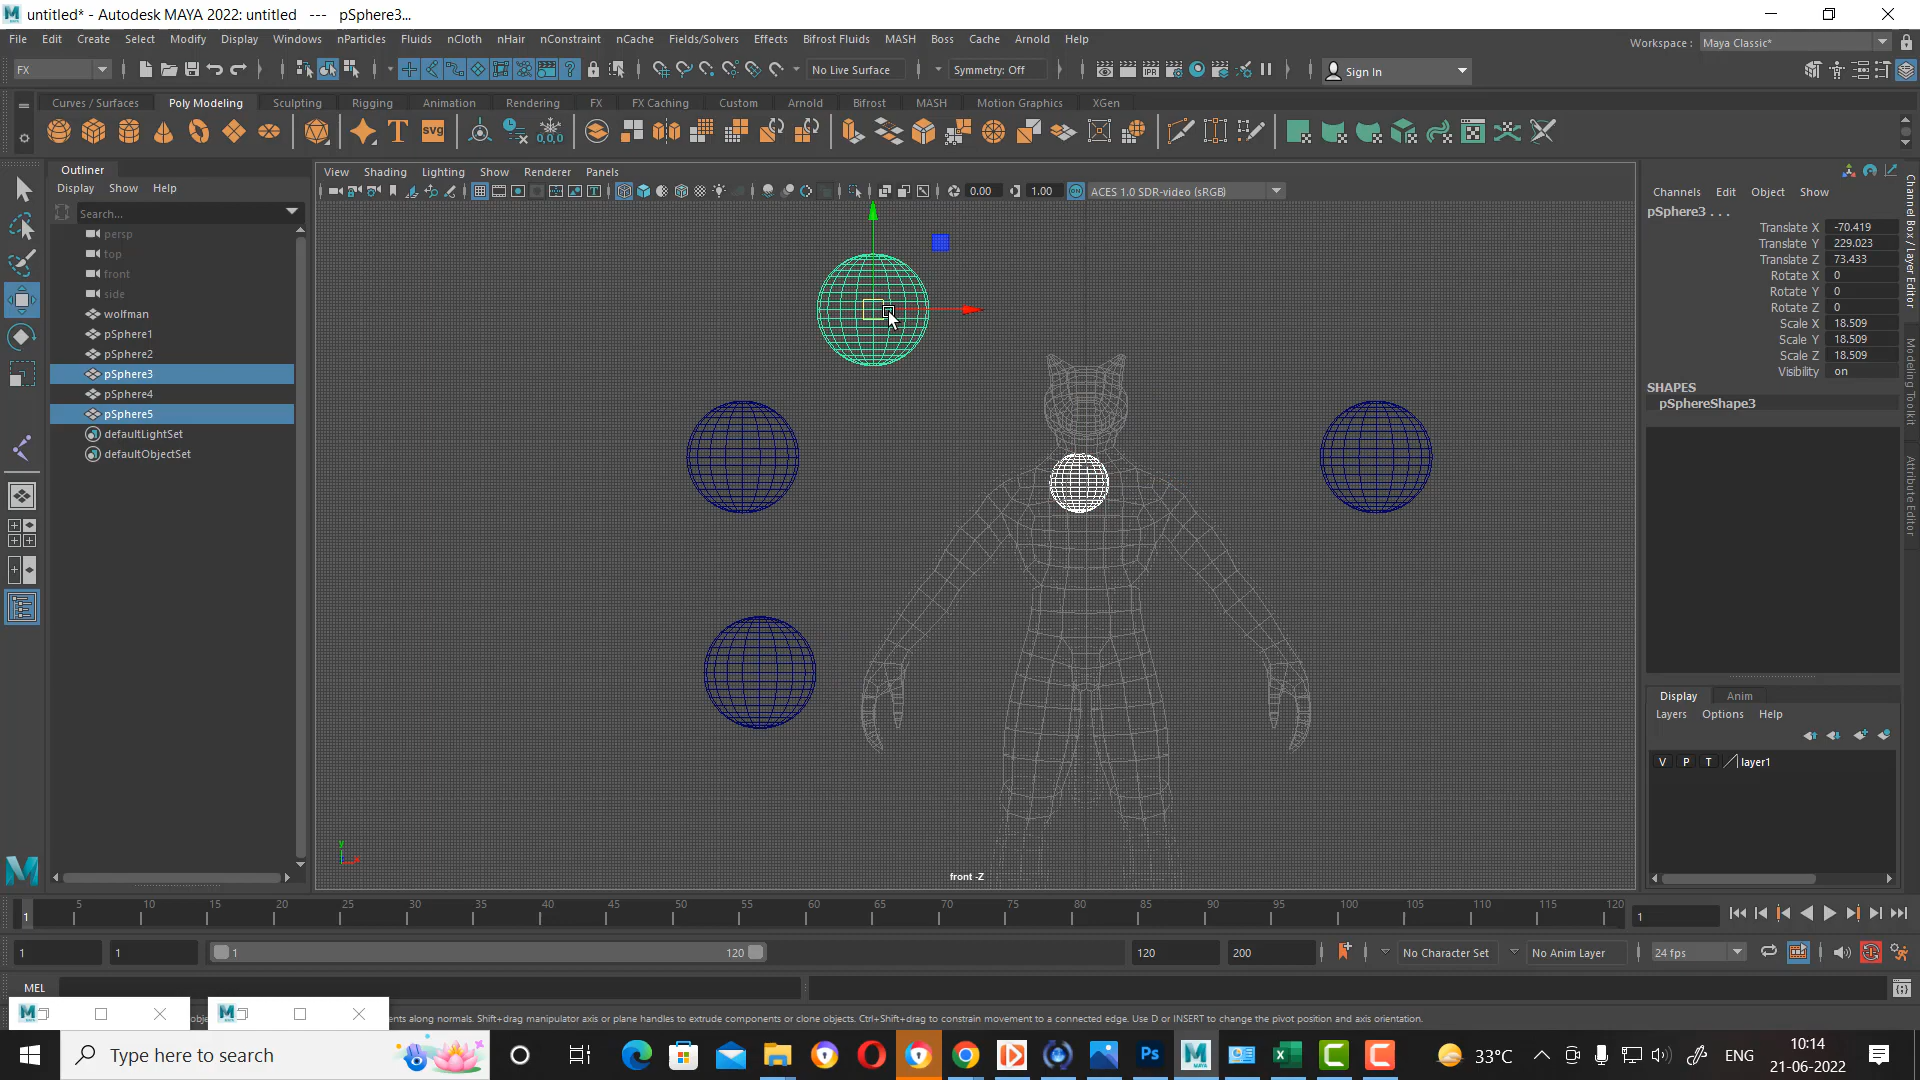 untitled* - Autodesk MAYA 2022: untitled --- pSphere3...
File Edit Create Select Modify Display Windows nParticles Fluids nCloth nHair nConstraint nCache Fields/Solvers Effects Bifrost Fluids MASH Boss Cache Arnold Help
Workspace : Maya Classic*
FX No Live Surface Symmetry: Off Sign In
Curves / Surfaces Poly Modeling Sculpting Rigging Animation Rendering FX FX Caching Custom Arnold Bifrost MASH Motion Graphics XGen
Outliner
Display Show Help
Search...
persp
top
front
side
wolfman
pSphere1
pSphere2
pSphere3
pSphere4
pSphere5
defaultLightSet
defaultObjectSet
View Shading Lighting Show Renderer Panels
0.00 1.00 ACES 1.0 SDR-video (sRGB)
front -Z
Channels Edit Object Show
pSphere3 . . .
Translate X -70.419
Translate Y 229.023
Translate Z 73.433
Rotate X 0
Rotate Y 0
Rotate Z 0
Scale X 18.509
Scale Y 18.509
Scale Z 18.509
Visibility on
SHAPES
pSphereShape3
Channel Box / Layer Editor
Modeling Toolkit
Attribute Editor
Display Anim
Layers Options Help
V P T layer1
1 5 10 15 20 25 30 35 40 45 50 55 60 65 70 75 80 85 90 95 100 105 110 115 120 1
1 1 1 120 120 200 No Character Set No Anim Layer 24 fps
MEL
ents along normals. Shift+drag manipulator axis or plane handles to extrude components or clone objects. Ctrl+Shift+drag to constrain movement to a connected edge. Use D or INSERT to change the pivot position and axis orientation.
Type here to search
33°C ENG
10:14
21-06-2022